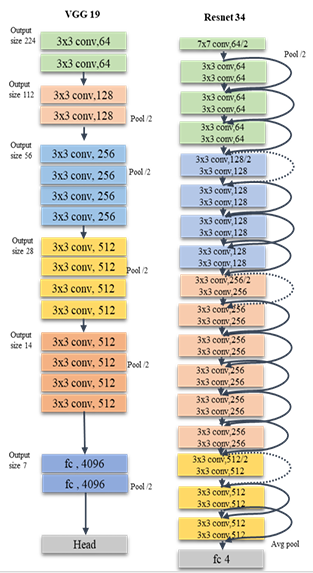 VGG 19
Output
size 224
3x3 conv,64
3x3 conv,64
Output
size 112
3x3 conv,128
3x3 conv,128
Pool /2
Output
size 56
3x3 conv, 256
3x3 conv, 256
3x3 conv, 256
3x3 conv, 256
Pool /2
Output
size 28
3x3 conv, 512
3x3 conv, 512
3x3 conv, 512
3x3 conv, 512
Pool /2
Output
size 14
3x3 conv, 512
3x3 conv, 512
3x3 conv, 512
3x3 conv, 512
Pool /2
Output
size 7
fc , 4096
fc , 4096
Pool /2
Head
Resnet 34
7x7 conv,64/2
Pool /2
3x3 conv,64
3x3 conv,64
3x3 conv,64
3x3 conv,64
3x3 conv,64
3x3 conv,64
3x3 conv,128/2
3x3 conv,128
3x3 conv,128
3x3 conv,128
3x3 conv,128
3x3 conv,128
3x3 conv,128
3x3 conv,128
3x3 conv,256/2
3x3 conv,256
3x3 conv,256
3x3 conv,256
3x3 conv,256
3x3 conv,256
3x3 conv,256
3x3 conv,256
3x3 conv,256
3x3 conv,256
3x3 conv,256
3x3 conv,256
3x3 conv,512/2
3x3 conv,512
3x3 conv,512
3x3 conv,512
3x3 conv,512
3x3 conv,512
Avg pool
fc 4